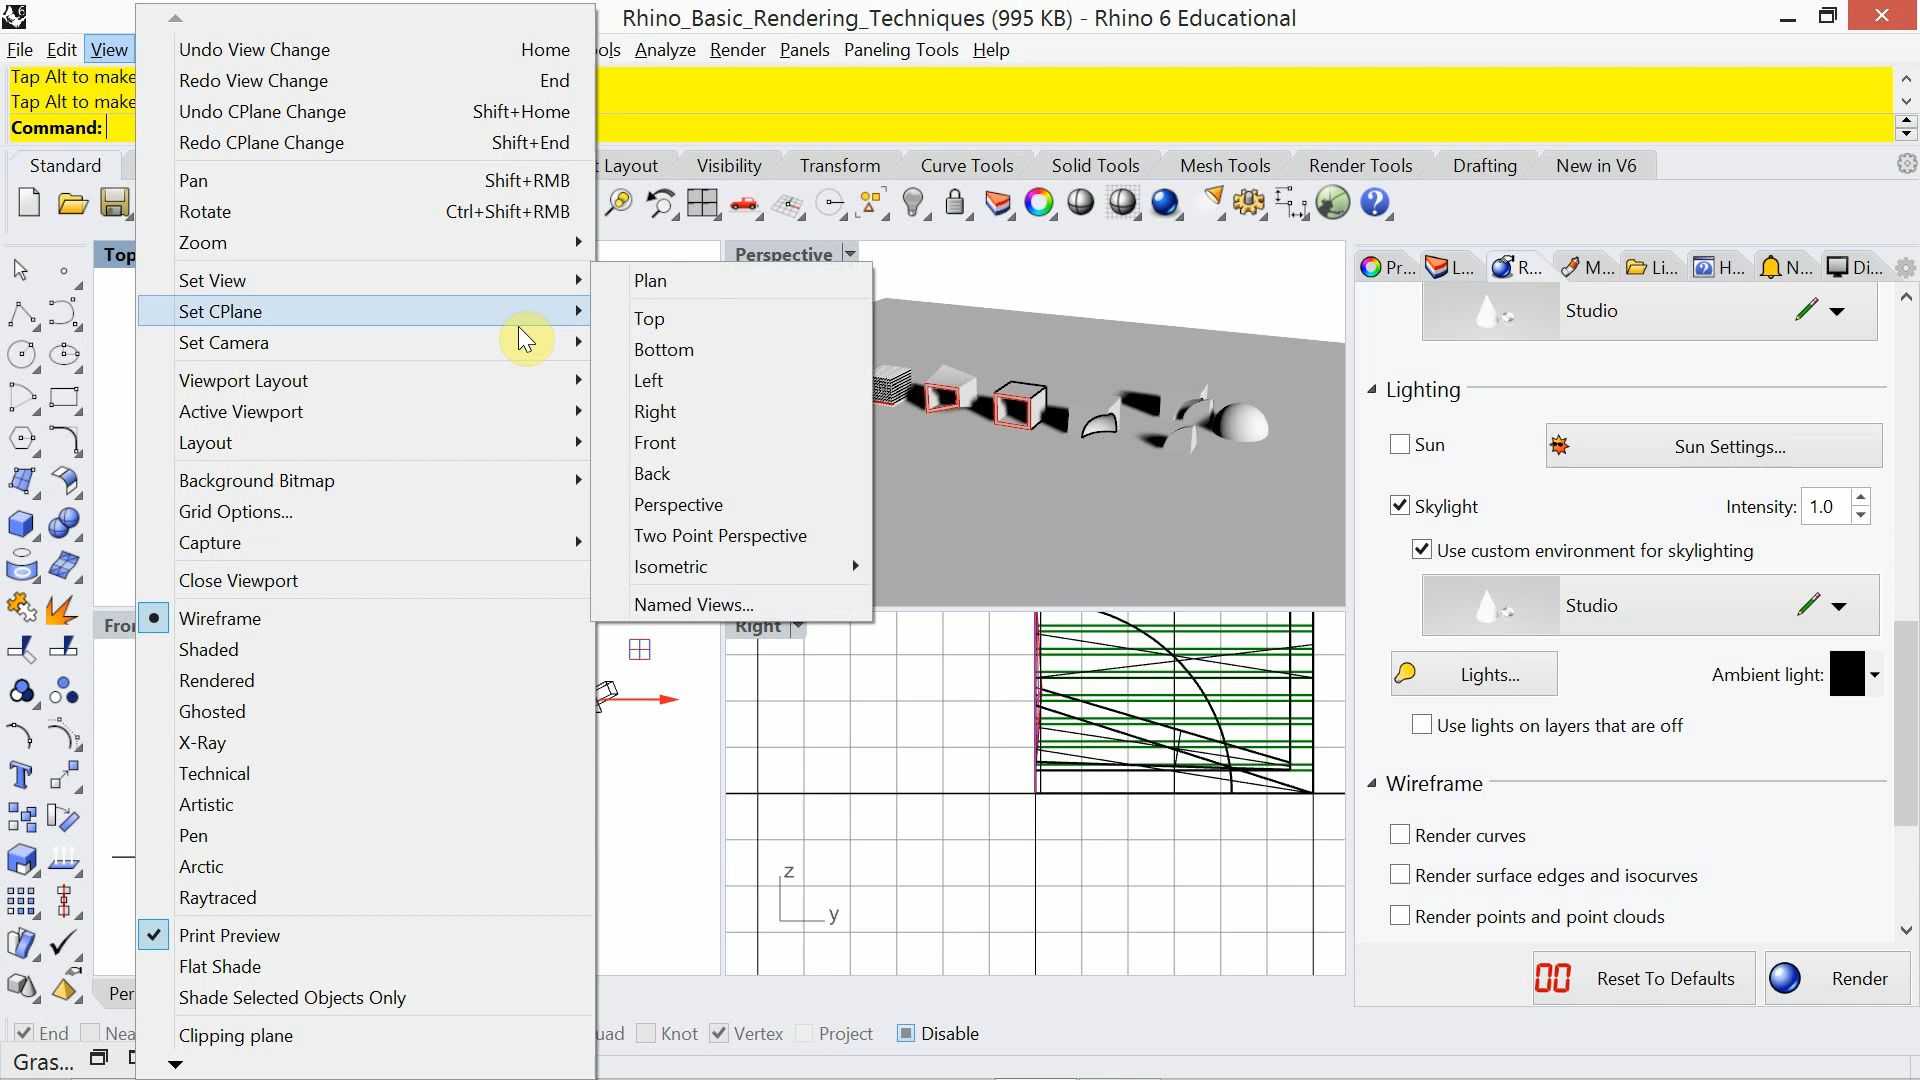 Rhino_Basic_Rendering_Techniques (995 KB) - Rhino 6 Educational
File Edit View ols Analyze Render Panels Paneling Tools Help
Tap Alt to make
Tap Alt to make
Command:
Standard t Layout Visibility Transform Curve Tools Solid Tools Mesh Tools Render Tools Drafting New in V6
Undo View Change Home
Redo View Change End
Undo CPlane Change Shift+Home
Redo CPlane Change Shift+End
Pan Shift+RMB
Rotate Ctrl+Shift+RMB
Zoom
Set View
Set CPlane
Set Camera
Viewport Layout
Active Viewport
Layout
Background Bitmap
Grid Options...
Capture
Close Viewport
Wireframe
Shaded
Rendered
Ghosted
X-Ray
Technical
Artistic
Pen
Arctic
Raytraced
Print Preview
Flat Shade
Shade Selected Objects Only
Clipping plane
Plan
Top
Bottom
Left
Right
Front
Back
Perspective
Two Point Perspective
Isometric
Named Views...
Top
Perspective
Fro
Right
z
y
Per
Pr... L... R... M... Li... H... N... Di...
Studio
Lighting
Sun Sun Settings...
Skylight Intensity: 1.0
Use custom environment for skylighting
Studio
Lights... Ambient light:
Use lights on layers that are off
Wireframe
Render curves
Render surface edges and isocurves
Render points and point clouds
00 Reset To Defaults Render
End Nea uad Knot Vertex Project Disable
Gras...